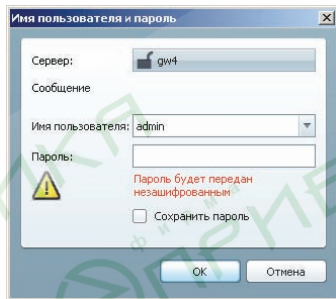 Имя пользователя и пароль
Сервер: gw4
Сообщение
Имя пользователя: admin
Пароль:
Пароль будет передан
незашифрованным
Сохранить пароль
OK Отмена